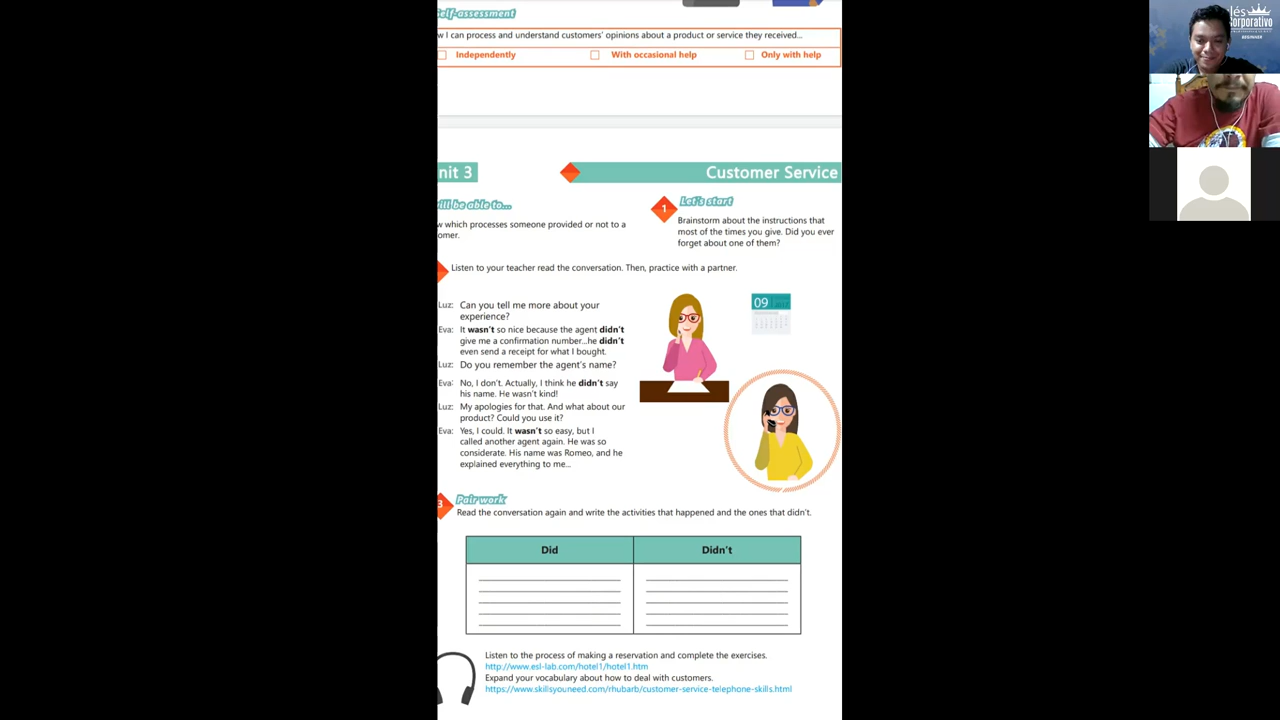 Self-assessment
w I can process and understand customers' opinions about a product or service they received...
Independently
With occasional help
Only with help
nit 3
Customer Service
ill be able to...
w which processes someone provided or not to a
omer.
1
Let's start
Brainstorm about the instructions that
most of the times you give. Did you ever
forget about one of them?
Listen to your teacher read the conversation. Then, practice with a partner.
Luz: Can you tell me more about your
experience?
Eva: It wasn't so nice because the agent didn't
give me a confirmation number...he didn't
even send a receipt for what I bought.
Luz: Do you remember the agent's name?
Eva: No, I don't. Actually, I think he didn't say
his name. He wasn't kind!
Luz: My apologies for that. And what about our
product? Could you use it?
Eva: Yes, I could. It wasn't so easy, but I
called another agent again. He was so
considerate. His name was Romeo, and he
explained everything to me...
09
3
Pair work
Read the conversation again and write the activities that happened and the ones that didn't.
Did
Didn't
Listen to the process of making a reservation and complete the exercises.
http://www.esl-lab.com/hotel1/hotel1.htm
Expand your vocabulary about how to deal with customers.
https://www.skillsyouneed.com/rhubarb/customer-service-telephone-skills.html
lés
orporativo
BEGINNER